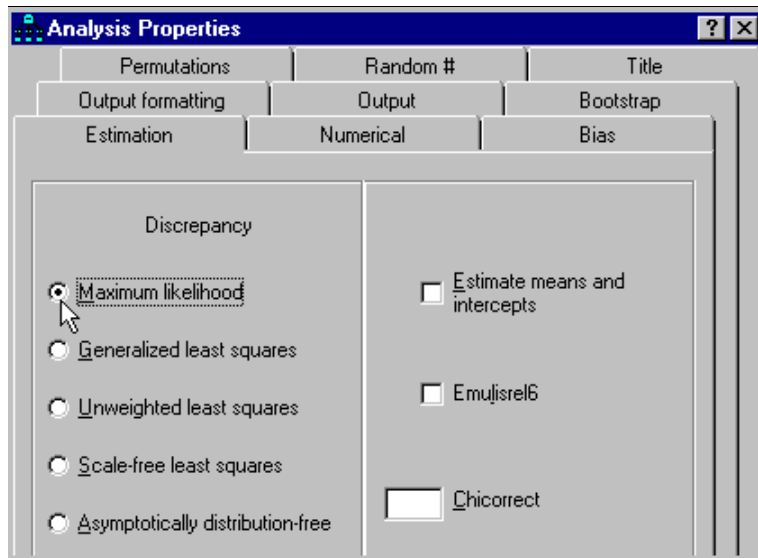 Analysis Properties
Permutations Random # Title
Output formatting Output Bootstrap
Estimation Numerical Bias
Discrepancy
Maximum likelihood
Generalized least squares
Unweighted least squares
Scale-free least squares
Asymptotically distribution-free
Estimate means and
intercepts
Emulisrel6
Chicorrect